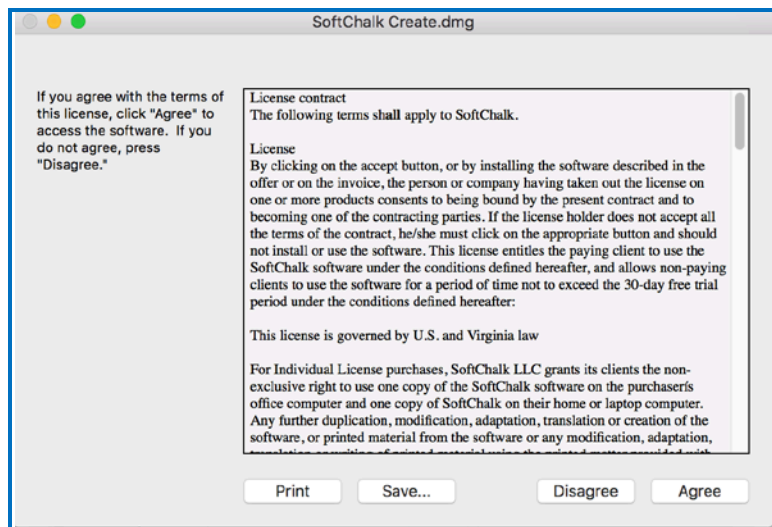 SoftChalk Create.dmg
If you agree with the terms of
this license, click "Agree" to
access the software.  If you
do not agree, press
"Disagree."
License contract
The following terms shall apply to SoftChalk.
License
By clicking on the accept button, or by installing the software described in the
offer or on the invoice, the person or company having taken out the license on
one or more products consents to being bound by the present contract and to
becoming one of the contracting parties. If the license holder does not accept all
the terms of the contract, he/she must click on the appropriate button and should
not install or use the software. This license entitles the paying client to use the
SoftChalk software under the conditions defined hereafter, and allows non-paying
clients to use the software for a period of time not to exceed the 30-day free trial
period under the conditions defined hereafter:
This license is governed by U.S. and Virginia law
For Individual License purchases, SoftChalk LLC grants its clients the non-
exclusive right to use one copy of the SoftChalk software on the purchaserís
office computer and one copy of SoftChalk on their home or laptop computer.
Any further duplication, modification, adaptation, translation or creation of the
software, or printed material from the software or any modification, adaptation,
Print Save... Disagree Agree